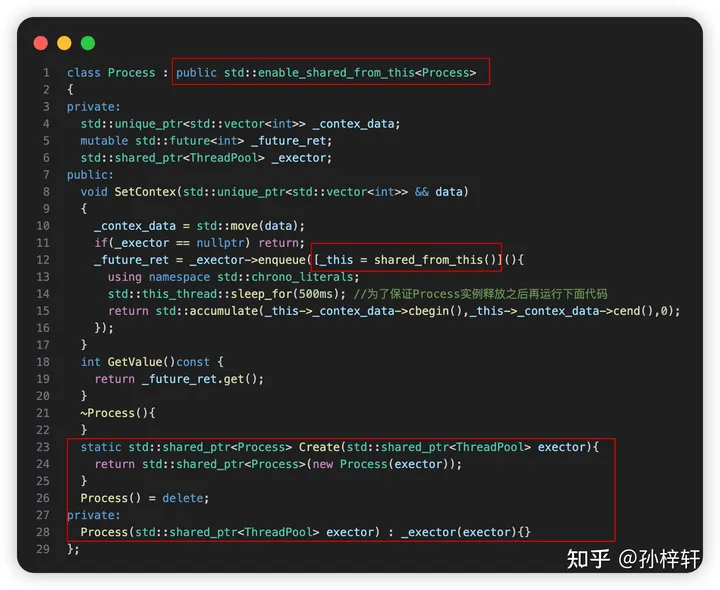 1 class Process : public std::enable_shared_from_this<Process>
2 {
3 private:
4   std::unique_ptr<std::vector<int>> _contex_data;
5   mutable std::future<int> _future_ret;
6   std::shared_ptr<ThreadPool> _exector;
7 public:
8   void SetContex(std::unique_ptr<std::vector<int>> && data)
9   {
10     _contex_data = std::move(data);
11     if(_exector == nullptr) return;
12     _future_ret = _exector->enqueue([_this = shared_from_this()](){
13       using namespace std::chrono_literals;
14       std::this_thread::sleep_for(500ms); //为了保证Process实例释放之后再运行下面代码
15       return std::accumulate(_this->_contex_data->cbegin(),_this->_contex_data->cend(),0);
16     });
17   }
18   int GetValue()const {
19     return _future_ret.get();
20   }
21   ~Process(){
22   }
23   static std::shared_ptr<Process> Create(std::shared_ptr<ThreadPool> exector){
24     return std::shared_ptr<Process>(new Process(exector));
25   }
26   Process() = delete;
27 private:
28   Process(std::shared_ptr<ThreadPool> exector) : _exector(exector){}
29 };
知乎 @孙梓轩